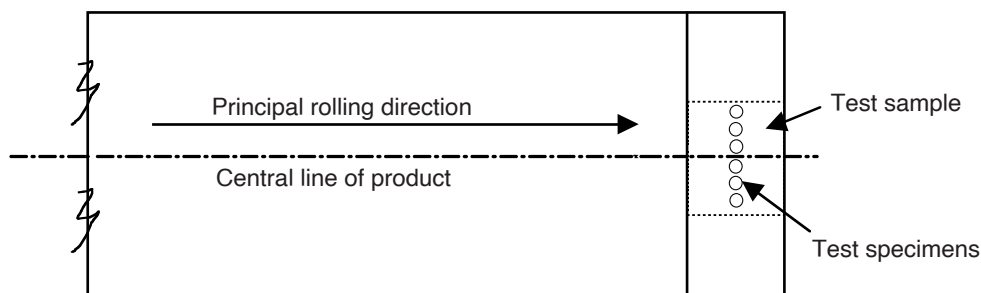 Principal rolling direction
Test sample
Central line of product
Test specimens